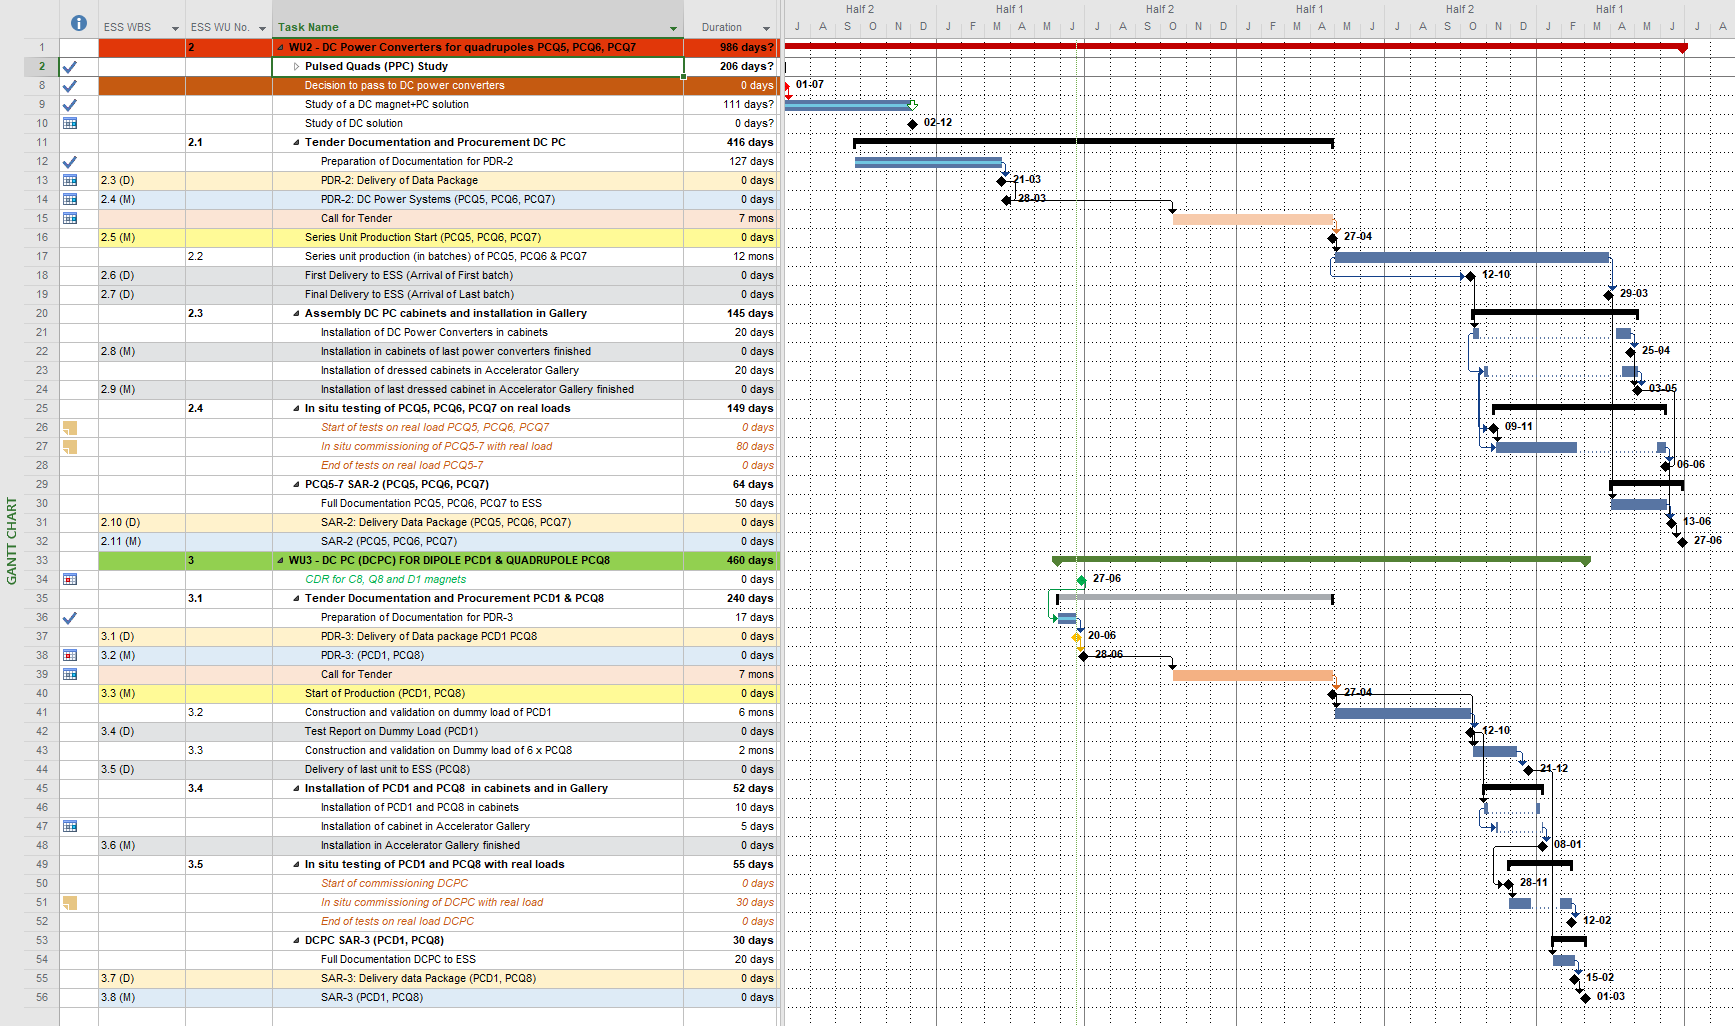 Half 2 Half 1 Half 2 Half 1 Half 2 Half 1
ESS WBS ESS WU No. Task Name Duration J A S O N D J F M A M J J A S O N D J F M A M J J A S O N D J F M A M J J A
1 2 WU2 - DC Power Converters for quadrupoles PCQ5, PCQ6, PCQ7 986 days?
2 Pulsed Quads (PPC) Study 206 days?
8 Decision to pass to DC power converters 0 days 01-07
9 Study of a DC magnet+PC solution 111 days?
10 Study of DC solution 0 days? 02-12
11 2.1 Tender Documentation and Procurement DC PC 416 days
12 Preparation of Documentation for PDR-2 127 days
13 2.3 (D) PDR-2: Delivery of Data Package 0 days 21-03
14 2.4 (M) PDR-2: DC Power Systems (PCQ5, PCQ6, PCQ7) 0 days 28-03
15 Call for Tender 7 mons
16 2.5 (M) Series Unit Production Start (PCQ5, PCQ6, PCQ7) 0 days 27-04
17 2.2 Series unit production (in batches) of PCQ5, PCQ6 & PCQ7 12 mons
18 2.6 (D) First Delivery to ESS (Arrival of First batch) 0 days 12-10
19 2.7 (D) Final Delivery to ESS (Arrival of Last batch) 0 days 29-03
20 2.3 Assembly DC PC cabinets and installation in Gallery 145 days
21 Installation of DC Power Converters in cabinets 20 days
22 2.8 (M) Installation in cabinets of last power converters finished 0 days 25-04
23 Installation of dressed cabinets in Accelerator Gallery 20 days
24 2.9 (M) Installation of last dressed cabinet in Accelerator Gallery finished 0 days 03-05
25 2.4 In situ testing of PCQ5, PCQ6, PCQ7 on real loads 149 days
26 Start of tests on real load PCQ5, PCQ6, PCQ7 0 days 09-11
27 In situ commissioning of PCQ5-7 with real load 80 days
28 End of tests on real load PCQ5-7 0 days 06-06
29 PCQ5-7 SAR-2 (PCQ5, PCQ6, PCQ7) 64 days
30 Full Documentation PCQ5, PCQ6, PCQ7 to ESS 50 days
31 2.10 (D) SAR-2: Delivery Data Package (PCQ5, PCQ6, PCQ7) 0 days 13-06
32 2.11 (M) SAR-2 (PCQ5, PCQ6, PCQ7) 0 days 27-06
33 3 WU3 - DC PC (DCPC) FOR DIPOLE PCD1 & QUADRUPOLE PCQ8 460 days
34 CDR for C8, Q8 and D1 magnets 0 days 27-06
35 3.1 Tender Documentation and Procurement PCD1 & PCQ8 240 days
36 Preparation of Documentation for PDR-3 17 days
37 3.1 (D) PDR-3: Delivery of Data package PCD1 PCQ8 0 days 20-06
38 3.2 (M) PDR-3: (PCD1, PCQ8) 0 days 28-06
39 Call for Tender 7 mons
40 3.3 (M) Start of Production (PCD1, PCQ8) 0 days 27-04
41 3.2 Construction and validation on dummy load of PCD1 6 mons
42 3.4 (D) Test Report on Dummy Load (PCD1) 0 days 12-10
43 3.3 Construction and validation on Dummy load of 6 x PCQ8 2 mons
44 3.5 (D) Delivery of last unit to ESS (PCQ8) 0 days 21-12
45 3.4 Installation of PCD1 and PCQ8 in cabinets and in Gallery 52 days
46 Installation of PCD1 and PCQ8 in cabinets 10 days
47 Installation of cabinet in Accelerator Gallery 5 days
48 3.6 (M) Installation in Accelerator Gallery finished 0 days 08-01
49 3.5 In situ testing of PCD1 and PCQ8 with real loads 55 days
50 Start of commissioning DCPC 0 days 28-11
51 In situ commissioning of DCPC with real load 30 days
52 End of tests on real load DCPC 0 days 12-02
53 DCPC SAR-3 (PCD1, PCQ8) 30 days
54 Full Documentation DCPC to ESS 20 days
55 3.7 (D) SAR-3: Delivery data Package (PCD1, PCQ8) 0 days 15-02
56 3.8 (M) SAR-3 (PCD1, PCQ8) 0 days 01-03
GANTT CHART